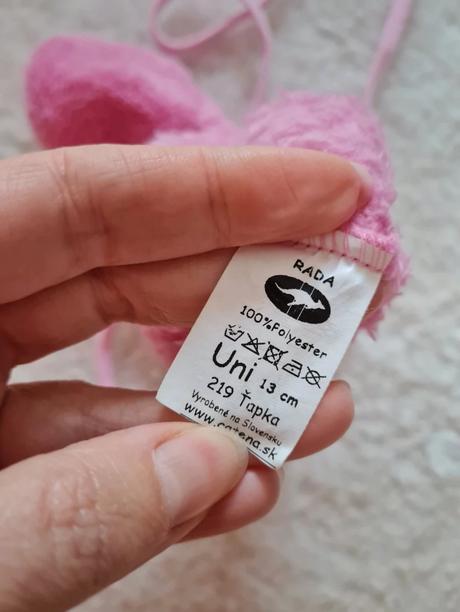 RADA
100%Polyester
Uni 13 cm
219 Ťapka
Vyrobené na Slovensku
www.catena.sk